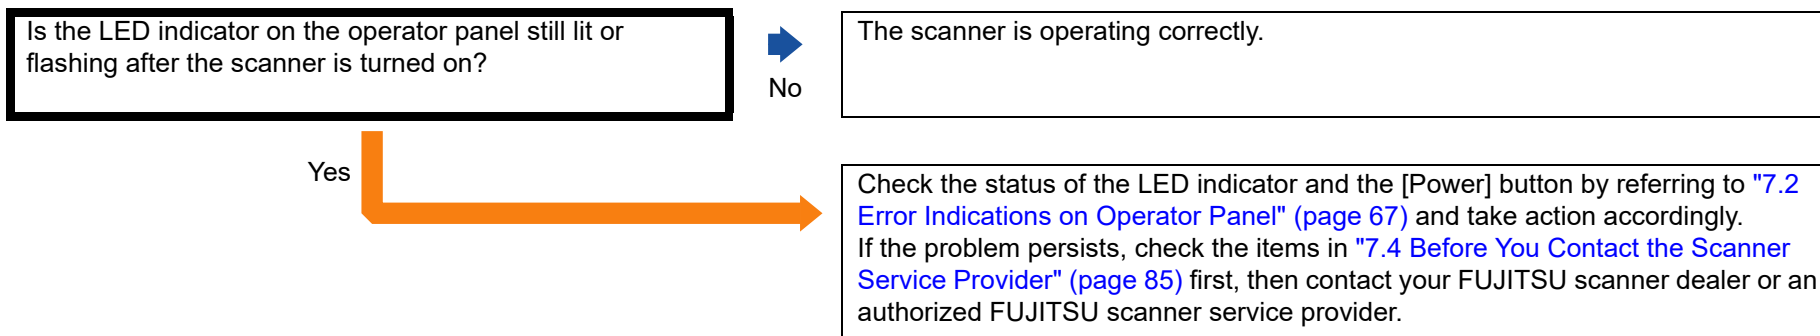 Is the LED indicator on the operator panel still lit or
flashing after the scanner is turned on?
No
The scanner is operating correctly.
Yes
Check the status of the LED indicator and the [Power] button by referring to "7.2
Error Indications on Operator Panel" (page 67) and take action accordingly.
If the problem persists, check the items in "7.4 Before You Contact the Scanner
Service Provider" (page 85) first, then contact your FUJITSU scanner dealer or an
authorized FUJITSU scanner service provider.